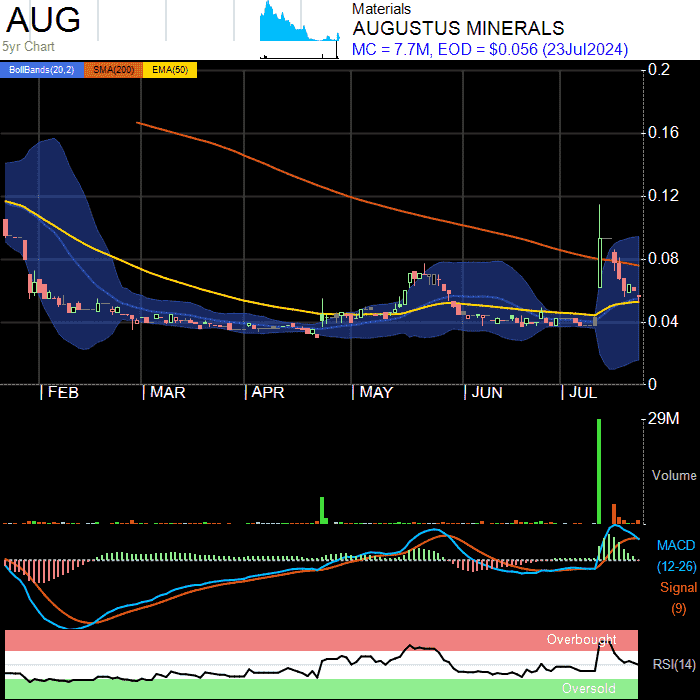 AUG
5yr Chart
Materials
AUGUSTUS MINERALS
MC = 7.7M, EOD = $0.056 (23Jul2024)
BollBands(20,2) SMA(200) EMA(50)
0.2
0.16
0.12
0.08
0.04
0
FEB MAR APR MAY JUN JUL
29M
Volume
MACD
(12-26)
Signal
(9)
Overbought
RSI(14)
Oversold